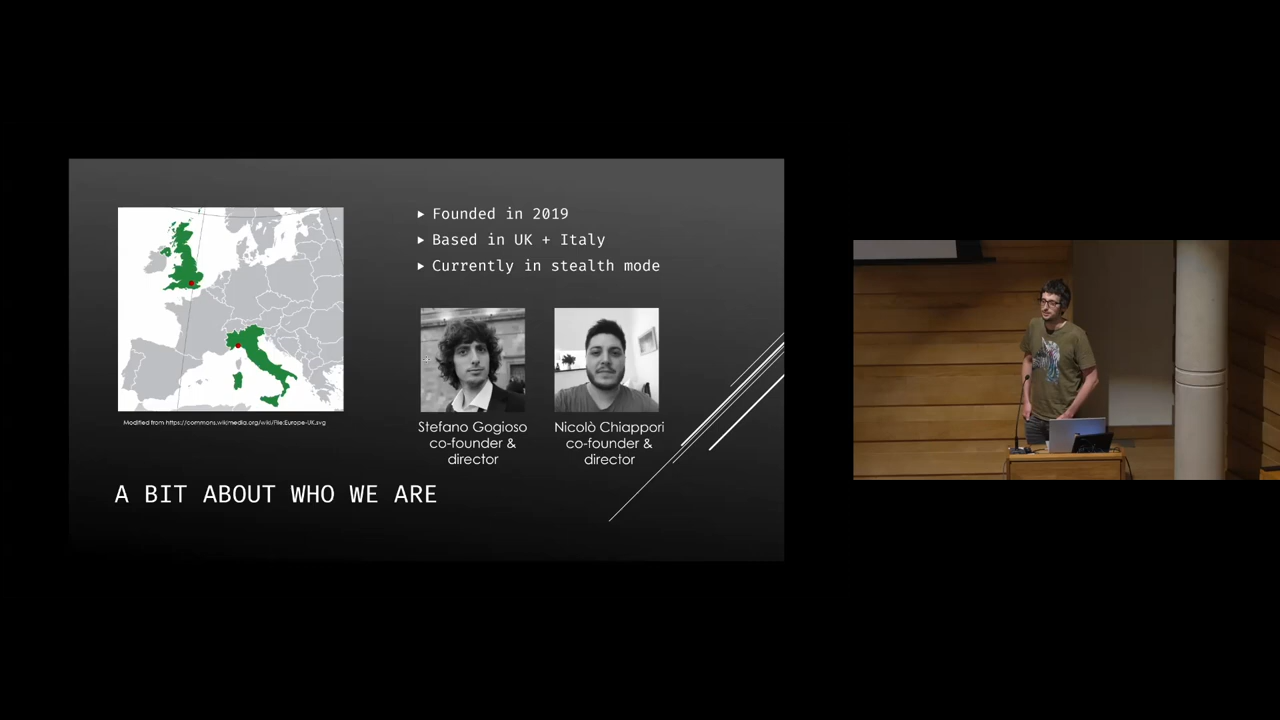 Founded in 2019
Based in UK + Italy
Currently in stealth mode
Modified from https://commons.wikimedia.org/wiki/File:Europe-UK.svg
Stefano Gogioso
co-founder &
director
Nicolò Chiappori
co-founder &
director
A BIT ABOUT WHO WE ARE